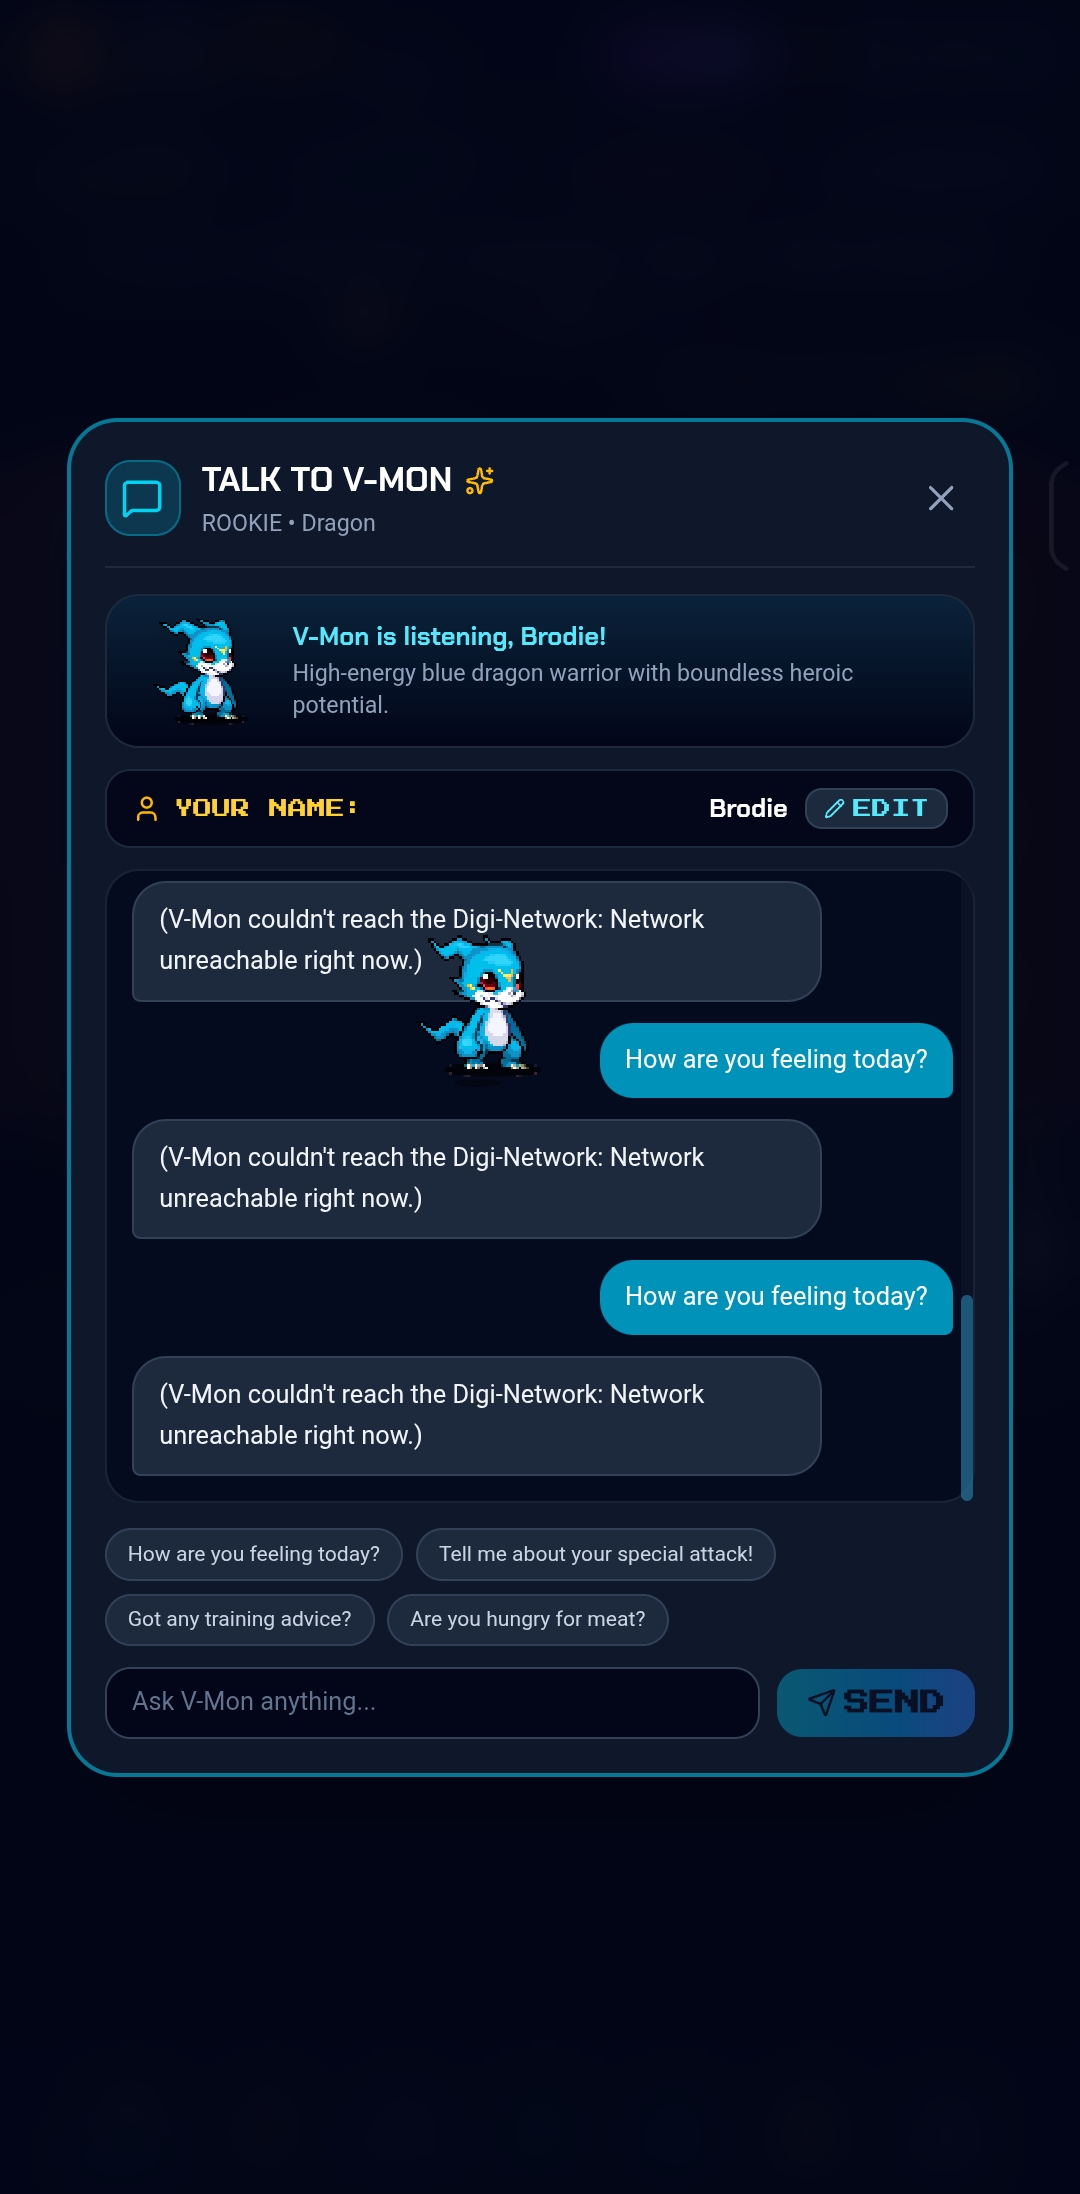 TALK TO V-MON
ROOKIE • Dragon
V-Mon is listening, Brodie!
High-energy blue dragon warrior with boundless heroic
potential.
YOUR NAME:
Brodie
EDIT
(V-Mon couldn't reach the Digi-Network: Network
unreachable right now.)
How are you feeling today?
(V-Mon couldn't reach the Digi-Network: Network
unreachable right now.)
How are you feeling today?
(V-Mon couldn't reach the Digi-Network: Network
unreachable right now.)
How are you feeling today?
Tell me about your special attack!
Got any training advice?
Are you hungry for meat?
Ask V-Mon anything...
SEND